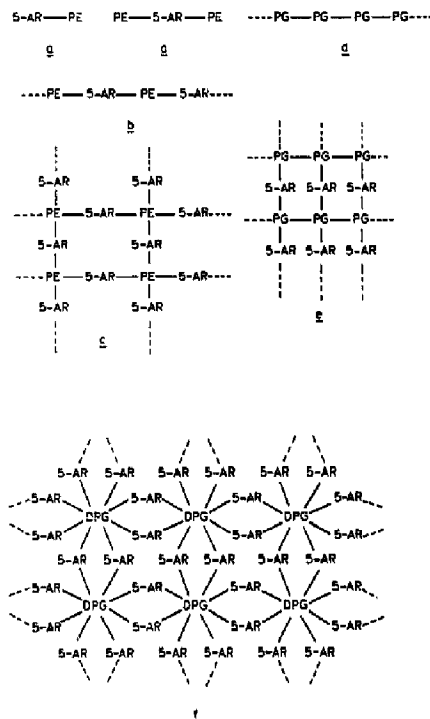 5-AR—PE PE—5-AR—PE ----PG—PG—PG—PG----
a a d
----PE—5-AR—PE—5-AR----
b
5-AR 5-AR
----PE—5-AR—PE—5-AR----
5-AR 5-AR
----PE—5-AR—PE—5-AR----
5-AR 5-AR
c
----PG—PG—PG----
5-AR 5-AR 5-AR
----PG—PG—PG----
5-AR 5-AR 5-AR
e
5-AR 5-AR 5-AR 5-AR 5-AR 5-AR
5-AR 5-AR 5-AR 5-AR
DPG DPG DPG
5-AR 5-AR 5-AR 5-AR
5-AR 5-AR 5-AR 5-AR 5-AR 5-AR
5-AR 5-AR 5-AR 5-AR
DPG DPG DPG
5-AR 5-AR 5-AR 5-AR
5-AR 5-AR 5-AR 5-AR 5-AR 5-AR
f